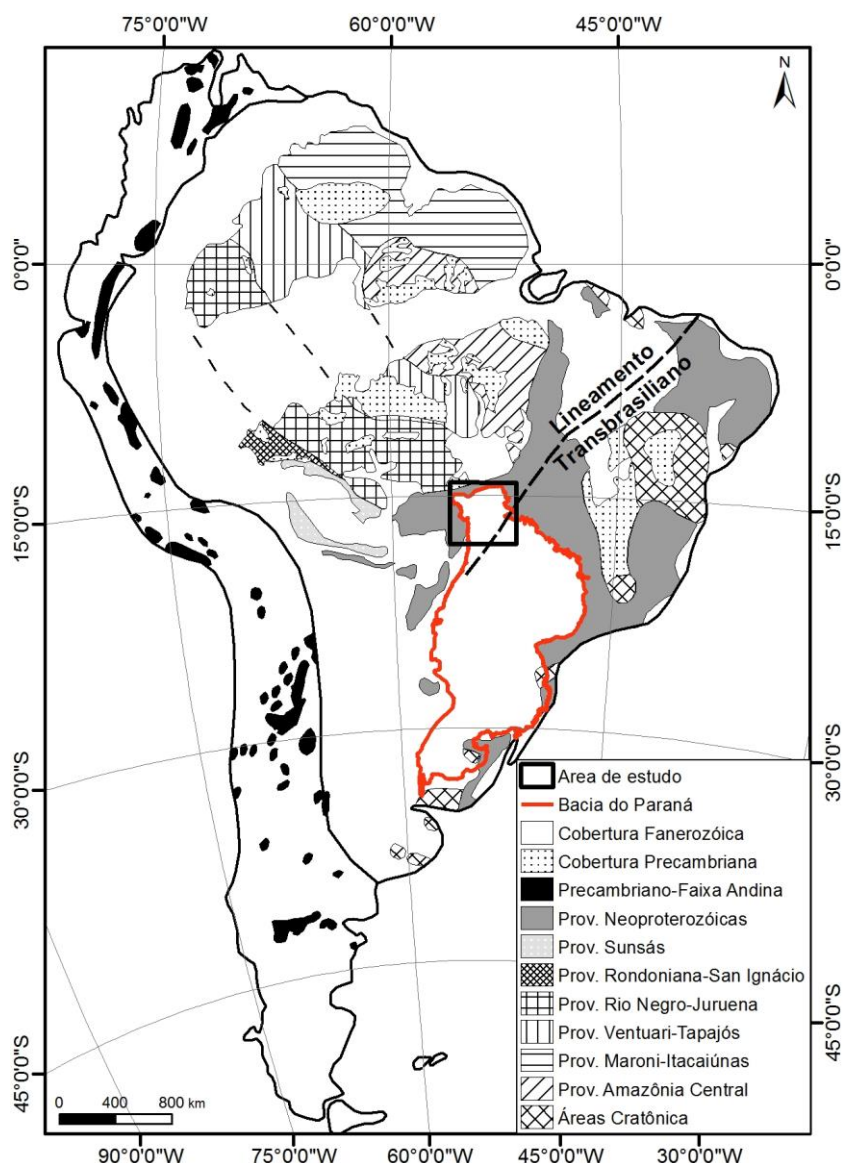 75°0'0"W
60°0'0"W
45°0'0"W
N
0°0'0"
0°0'0"
Lineamento
Transbrasiliano
15°0'0"S
15°0'0"S
30°0'0"S
30°0'0"S
45°0'0"S
45°0'0"S
Area de estudo
Bacia do Paraná
Cobertura Fanerozóica
Cobertura Precambriana
Precambriano-Faixa Andina
Prov. Neoproterozóicas
Prov. Sunsás
Prov. Rondoniana-San Ignácio
Prov. Rio Negro-Juruena
Prov. Ventuari-Tapajós
Prov. Maroni-Itacaiúnas
Prov. Amazônia Central
Áreas Cratônica
0 400 800 km
90°0'0"W
75°0'0"W
60°0'0"W
45°0'0"W
30°0'0"W